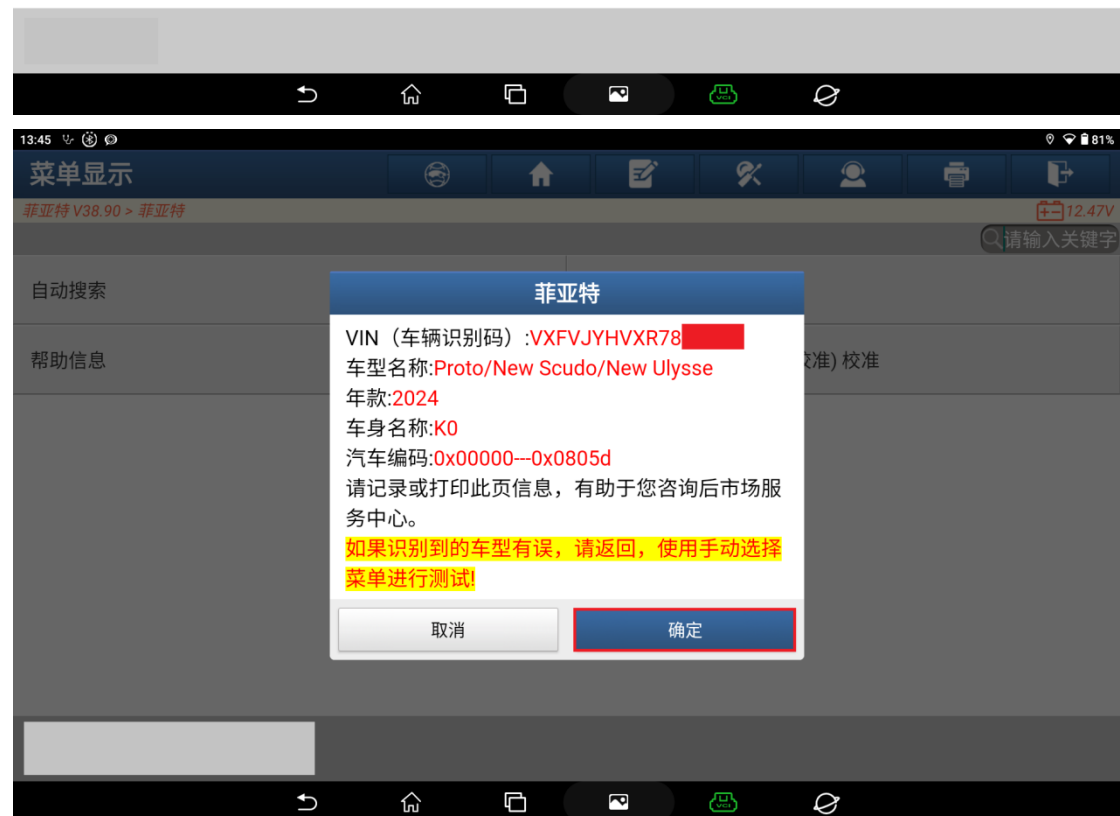 13:45
81%
菜单显示
菲亚特 V38.90 > 菲亚特
12.47V
请输入关键字
自动搜索
帮助信息
校准) 校准
菲亚特
VIN（车辆识别码）:VXFVJYHVXR78
车型名称:Proto/New Scudo/New Ulysse
年款:2024
车身名称:K0
汽车编码:0x00000---0x0805d
请记录或打印此页信息，有助于您咨询后市场服
务中心。
如果识别到的车型有误，请返回，使用手动选择
菜单进行测试!
取消
确定
VCI
VCI